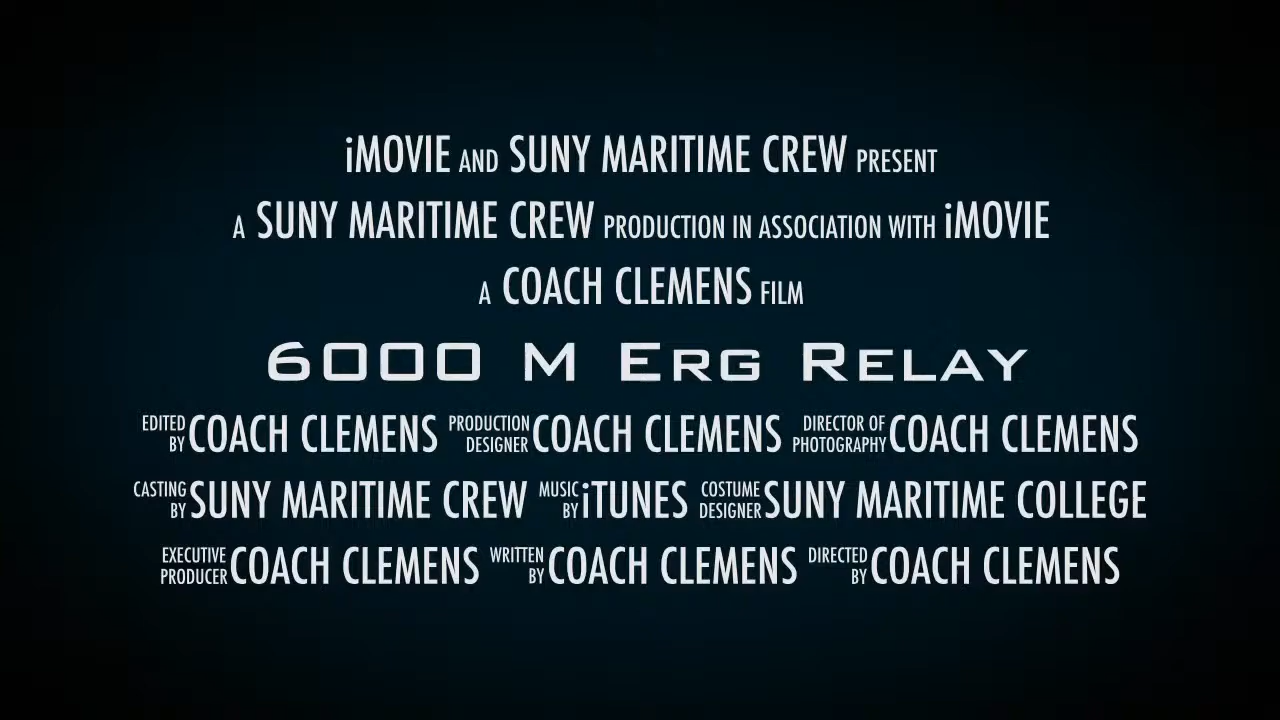 iMOVIE AND SUNY MARITIME CREW PRESENT
A SUNY MARITIME CREW PRODUCTION IN ASSOCIATION WITH iMOVIE
A COACH CLEMENS FILM
6000 M ERG RELAY
EDITED BY COACH CLEMENS PRODUCTION DESIGNER COACH CLEMENS DIRECTOR OF PHOTOGRAPHY COACH CLEMENS
CASTING BY SUNY MARITIME CREW MUSIC BY iTUNES COSTUME DESIGNER SUNY MARITIME COLLEGE
EXECUTIVE PRODUCER COACH CLEMENS WRITTEN BY COACH CLEMENS DIRECTED BY COACH CLEMENS